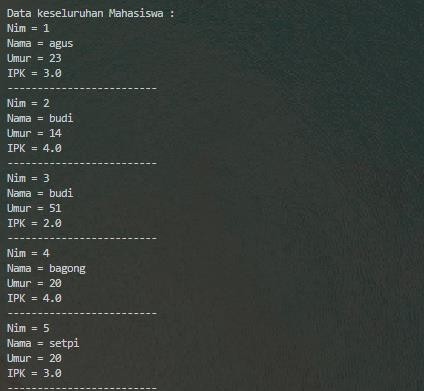 Data keseluruhan Mahasiswa :
Nim = 1
Nama = agus
Umur = 23
IPK = 3.0
-------------------------
Nim = 2
Nama = budi
Umur = 14
IPK = 4.0
-------------------------
Nim = 3
Nama = budi
Umur = 51
IPK = 2.0
-------------------------
Nim = 4
Nama = bagong
Umur = 20
IPK = 4.0
-------------------------
Nim = 5
Nama = setpi
Umur = 20
IPK = 3.0
-------------------------